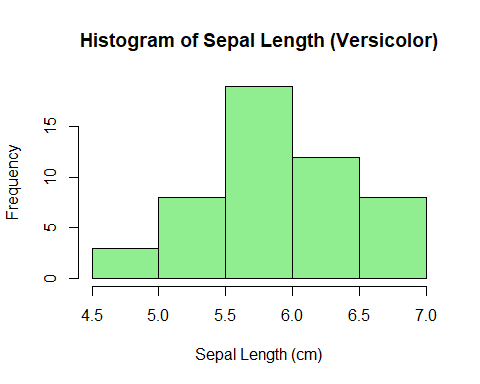 Histogram of Sepal Length (Versicolor)
Frequency
15
10
5
0
4.5 5.0 5.5 6.0 6.5 7.0
Sepal Length (cm)